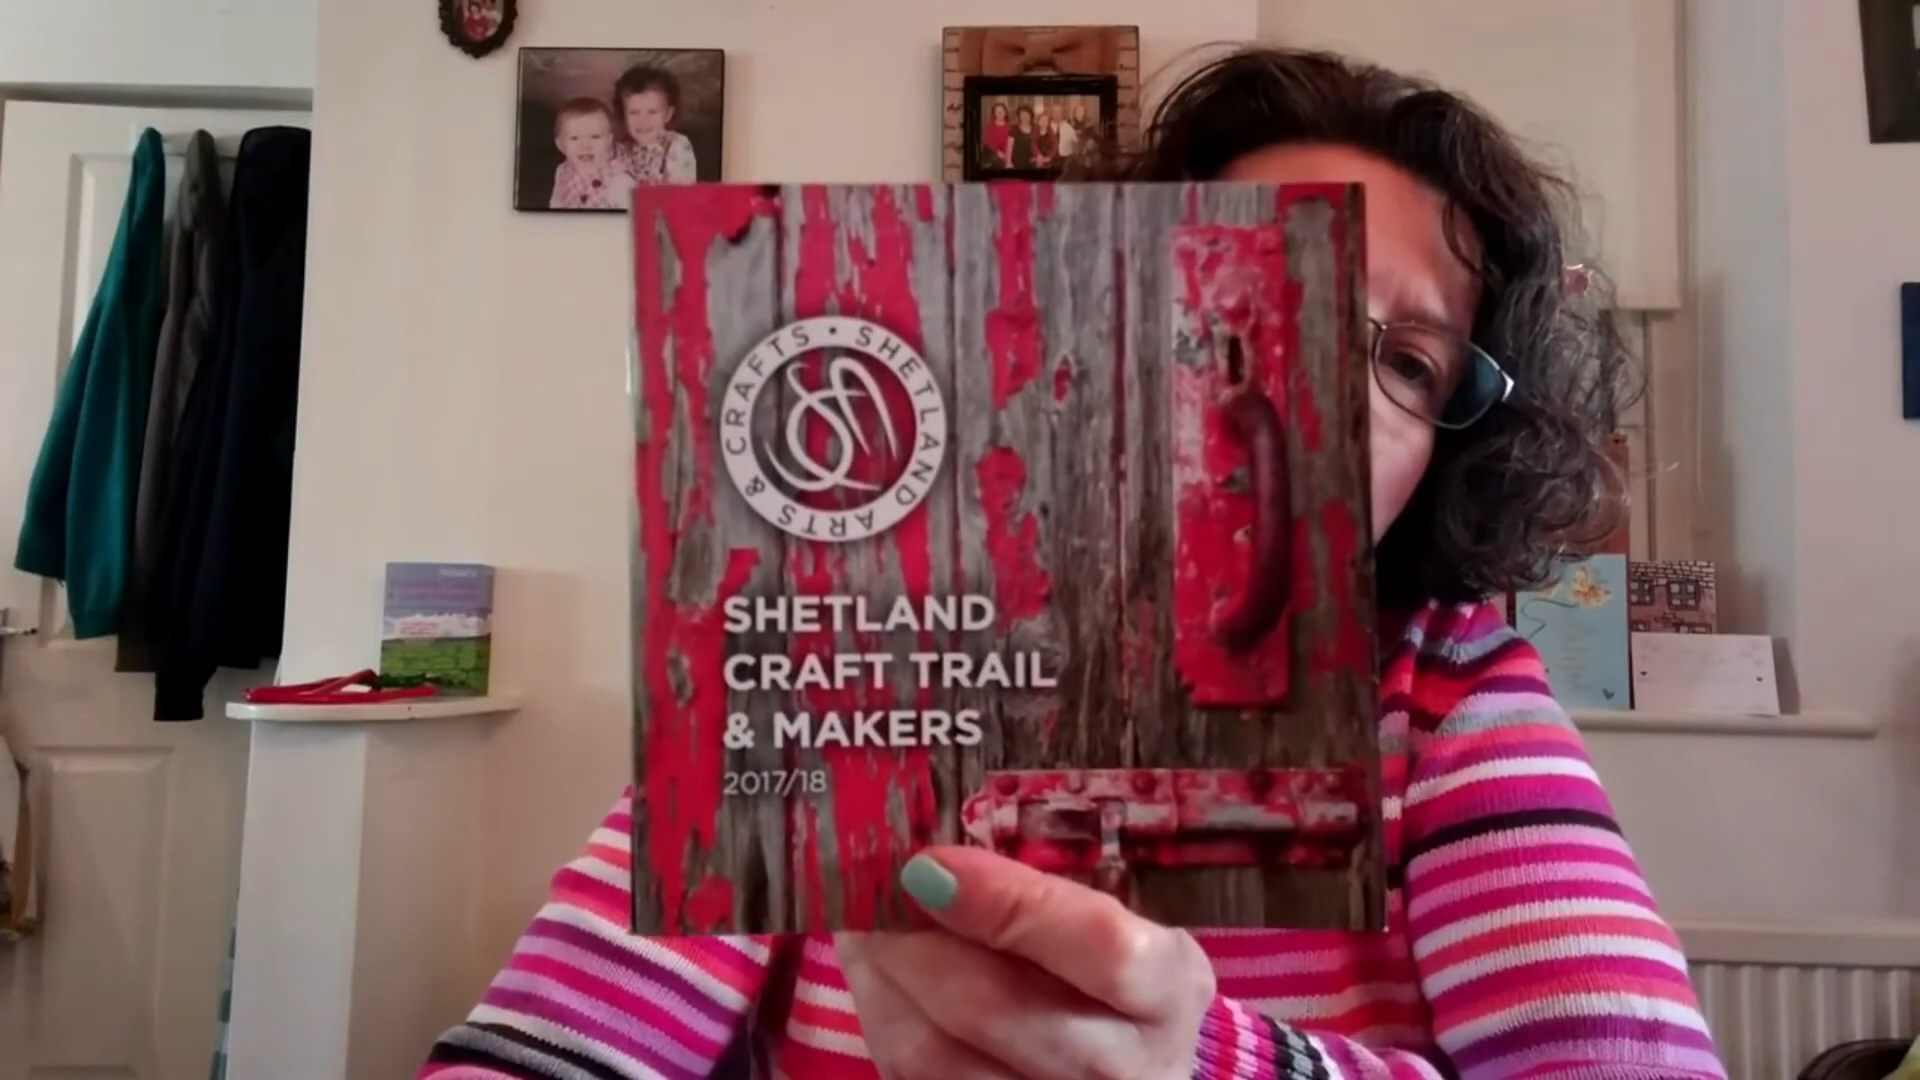 SHETLAND ARTS & CRAFTS •
SHETLAND
CRAFT TRAIL
& MAKERS
2017/18